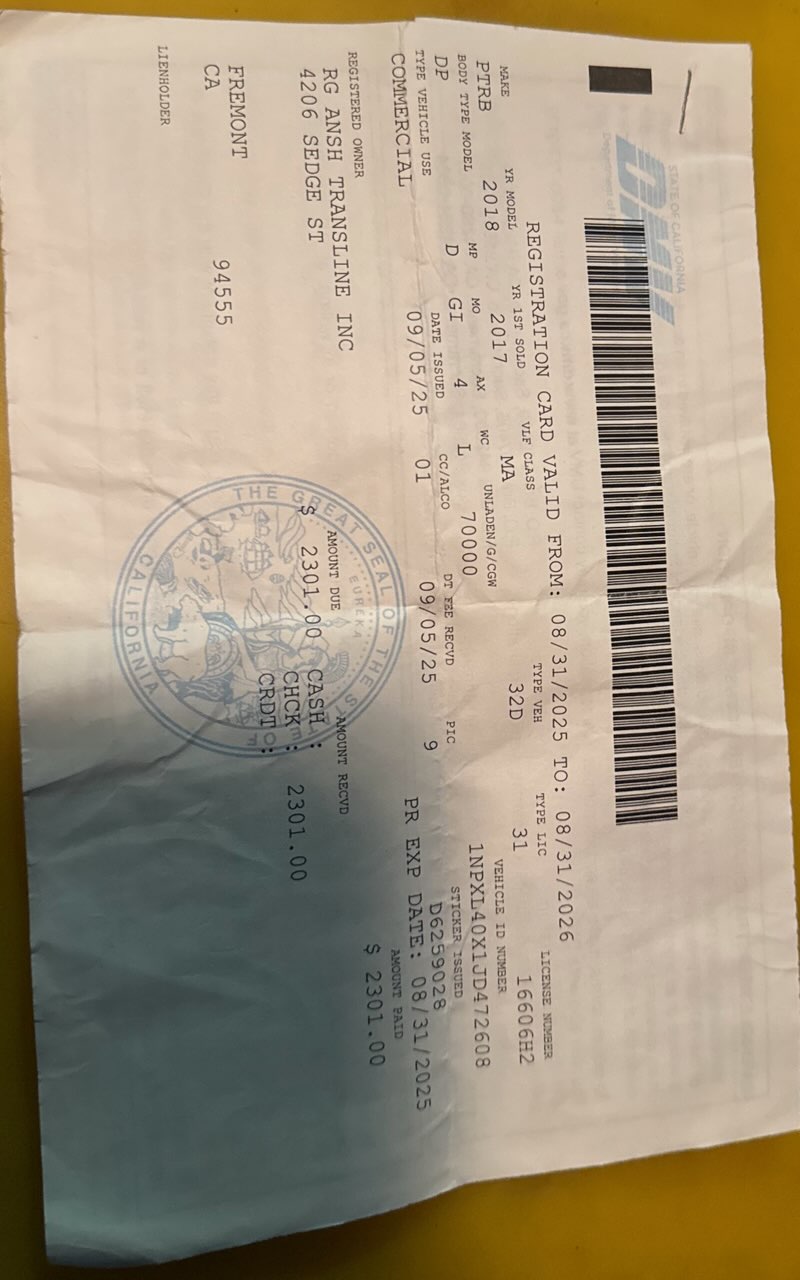 STATE OF CALIFORNIA
DMV
REGISTRATION CARD VALID FROM: 08/31/2025 TO: 08/31/2026
MAKE YR MODEL YR 1ST SOLD VLF CLASS TYPE VEH TYPE LIC LICENSE NUMBER
PTRB 2018 2017 MA 32D 31 16606H2
BODY TYPE MODEL MP MO AX WC UNLADEN/G/CGW VEHICLE ID NUMBER
DP D GI 4 L 70000 1NPXL40X1JD472608
TYPE VEHICLE USE DATE ISSUED CC/ALCO DT FEE RECVD PIC STICKER ISSUED
COMMERCIAL 09/05/25 01 09/05/25 9 D6259028
PR EXP DATE: 08/31/2025
REGISTERED OWNER AMOUNT DUE AMOUNT RECVD AMOUNT PAID
RG ANSH TRANSLINE INC $ 2301.00 CASH : $ 2301.00
4206 SEDGE ST CHCK : 2301.00
CRDT :
FREMONT
CA 94555
LIENHOLDER
THE GREAT SEAL OF THE
EUREKA
CALIFORNIA